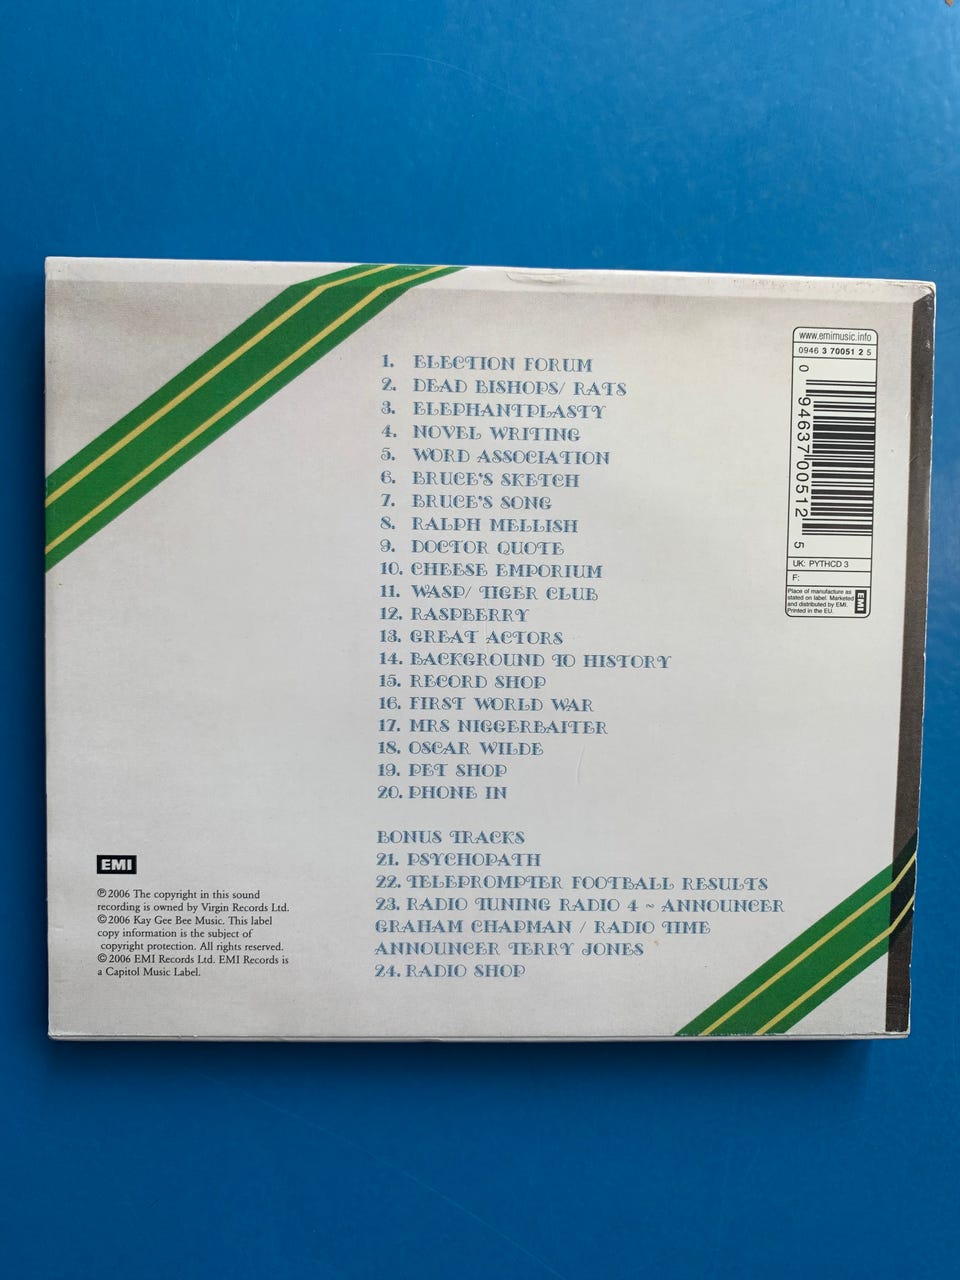 1. ELECTION FORUM
2. DEAD BISHOPS/ RATS
3. ELEPHANTPLASTY
4. NOVEL WRITING
5. WORD ASSOCIATION
6. BRUCE'S SKETCH
7. BRUCE'S SONG
8. RALPH MELLISH
9. DOCTOR QUOTE
10. CHEESE EMPORIUM
11. WASP/ TIGER CLUB
12. RASPBERRY
13. GREAT ACTORS
14. BACKGROUND TO HISTORY
15. RECORD SHOP
16. FIRST WORLD WAR
17. MRS NIGGERBAITER
18. OSCAR WILDE
19. PET SHOP
20. PHONE IN
BONUS TRACKS
21. PSYCHOPATH
22. TELEPROMPTER FOOTBALL RESULTS
23. RADIO TUNING RADIO 4 ~ ANNOUNCER
GRAHAM CHAPMAN / RADIO TIME
ANNOUNCER TERRY JONES
24. RADIO SHOP
www.emimusic.info
0946 3 70051 2 5
0 94637 00512 5
UK: PYTHCD 3
F:
Place of manufacture as
stated on label. Marketed
and distributed by EMI.
Printed in the EU.
EMI
EMI
℗2006 The copyright in this sound
recording is owned by Virgin Records Ltd.
©2006 Kay Gee Bee Music. This label
copy information is the subject of
copyright protection. All rights reserved.
©2006 EMI Records Ltd. EMI Records is
a Capitol Music Label.